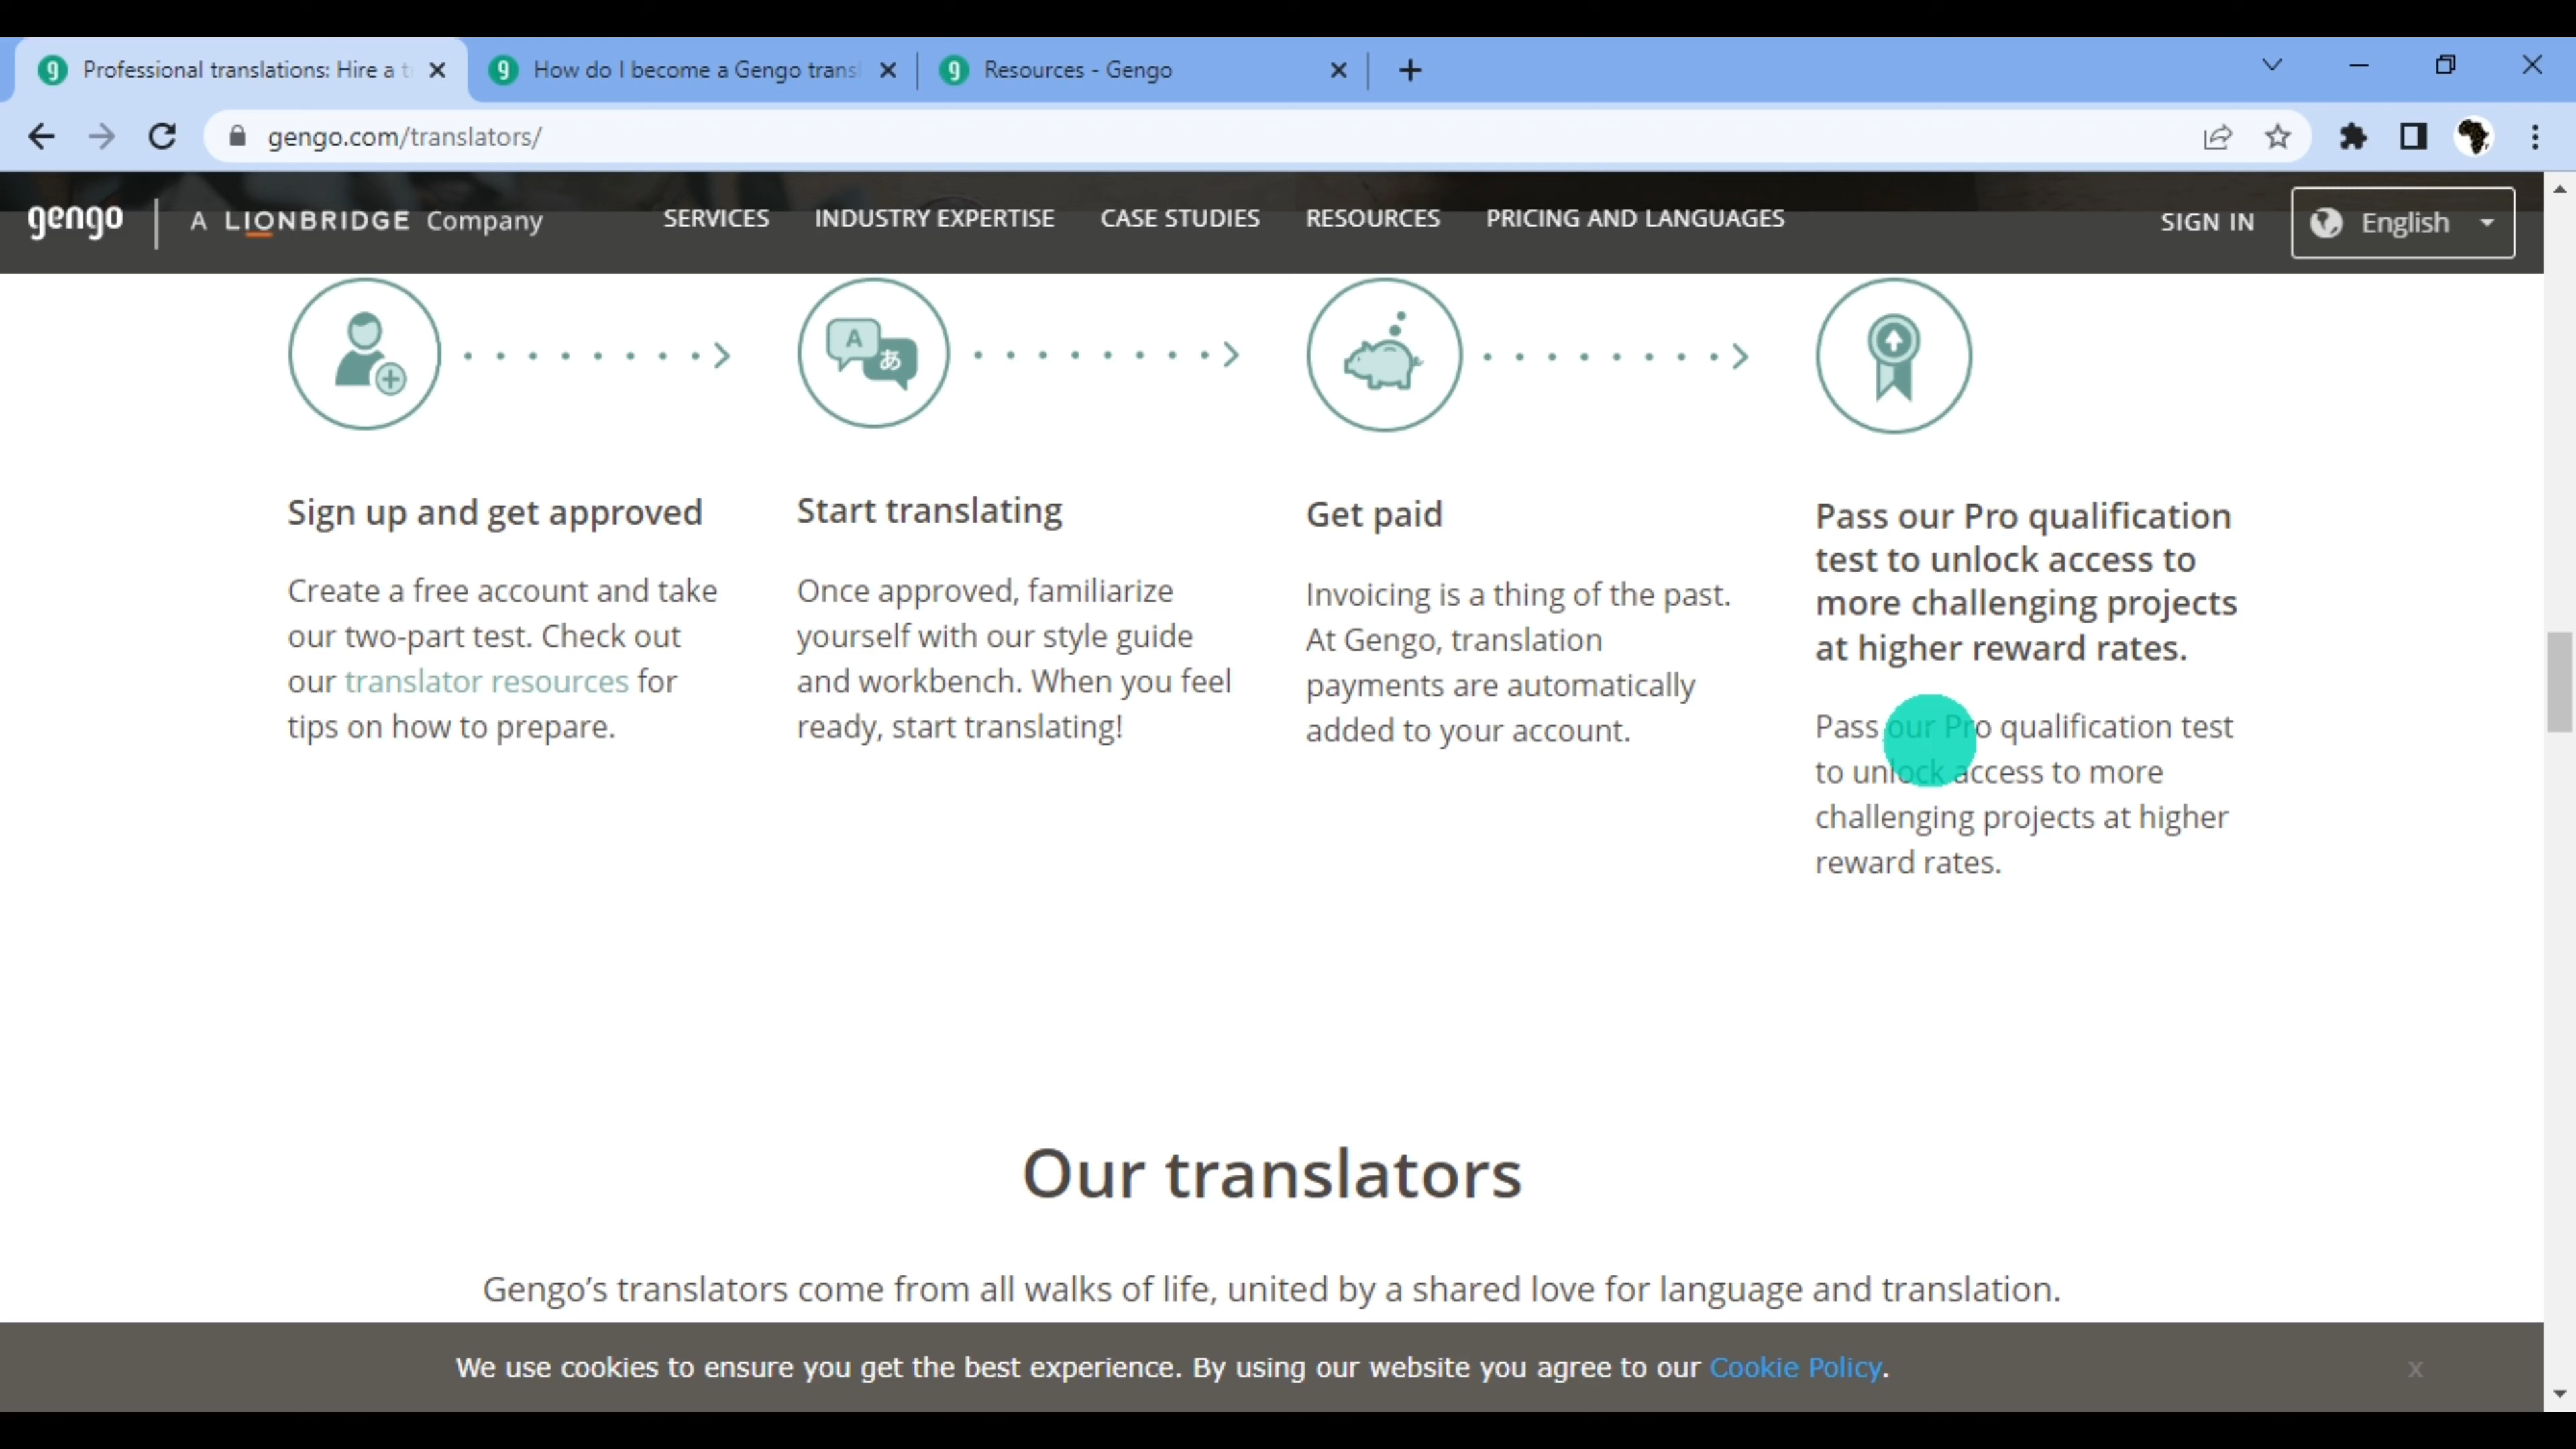 Professional translations: Hire a t
How do I become a Gengo trans
Resources - Gengo
gengo.com/translators/
gengo
A LIONBRIDGE Company
SERVICES
INDUSTRY EXPERTISE
CASE STUDIES
RESOURCES
PRICING AND LANGUAGES
SIGN IN
English
A
あ
Sign up and get approved
Create a free account and take
our two-part test. Check out
our translator resources for
tips on how to prepare.
Start translating
Once approved, familiarize
yourself with our style guide
and workbench. When you feel
ready, start translating!
Get paid
Invoicing is a thing of the past.
At Gengo, translation
payments are automatically
added to your account.
Pass our Pro qualification
test to unlock access to
more challenging projects
at higher reward rates.
Pass our Pro qualification test
to unlock access to more
challenging projects at higher
reward rates.
Our translators
Gengo’s translators come from all walks of life, united by a shared love for language and translation.
We use cookies to ensure you get the best experience. By using our website you agree to our Cookie Policy.
x